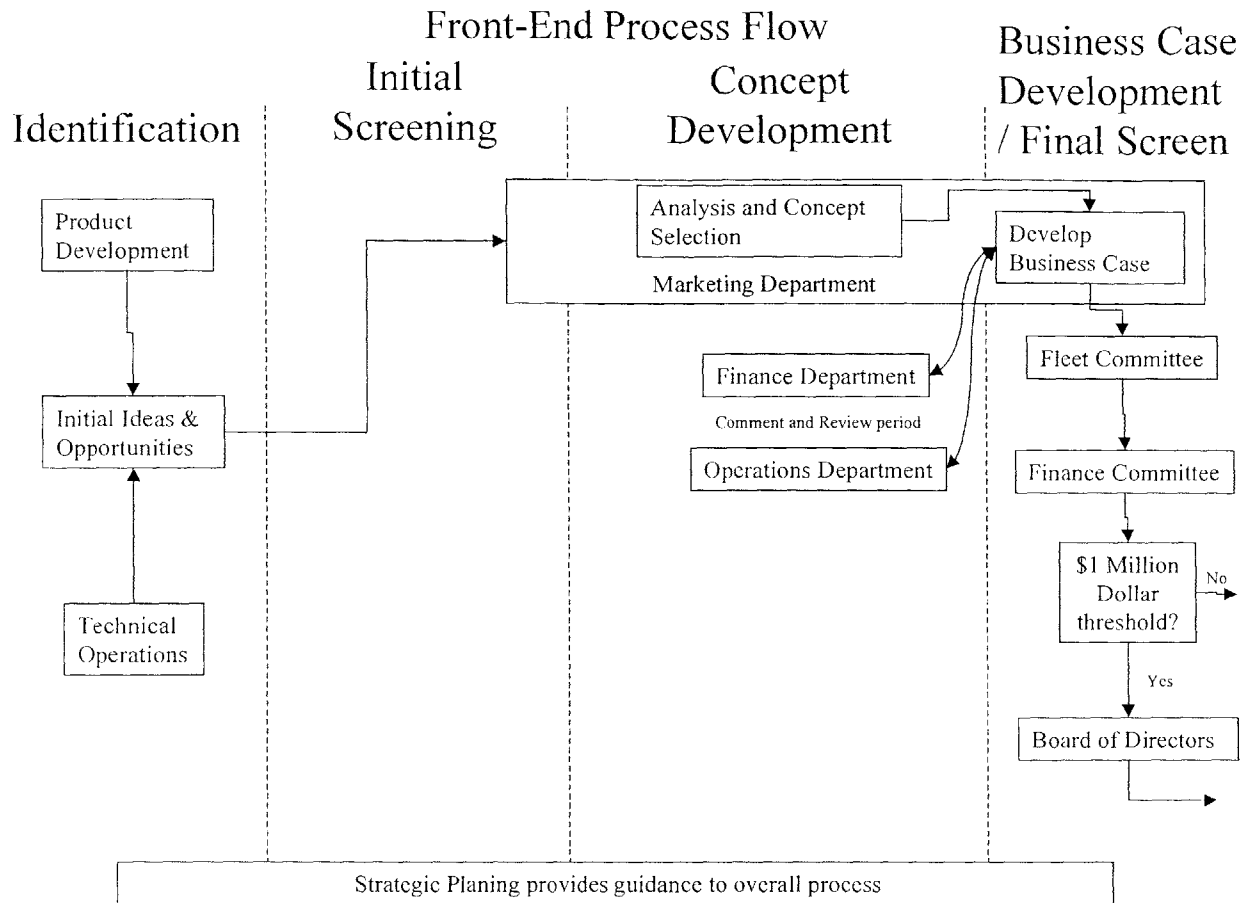 Front-End Process Flow
Identification
Initial
Screening
Concept
Development
Business Case
Development
/ Final Screen
Product
Development
Initial Ideas &
Opportunities
Technical
Operations
Analysis and Concept
Selection
Marketing Department
Develop
Business Case
Finance Department
Comment and Review period
Operations Department
Fleet Committee
Finance Committee
$1 Million
Dollar
threshold?
No
Yes
Board of Directors
Strategic Planing provides guidance to overall process